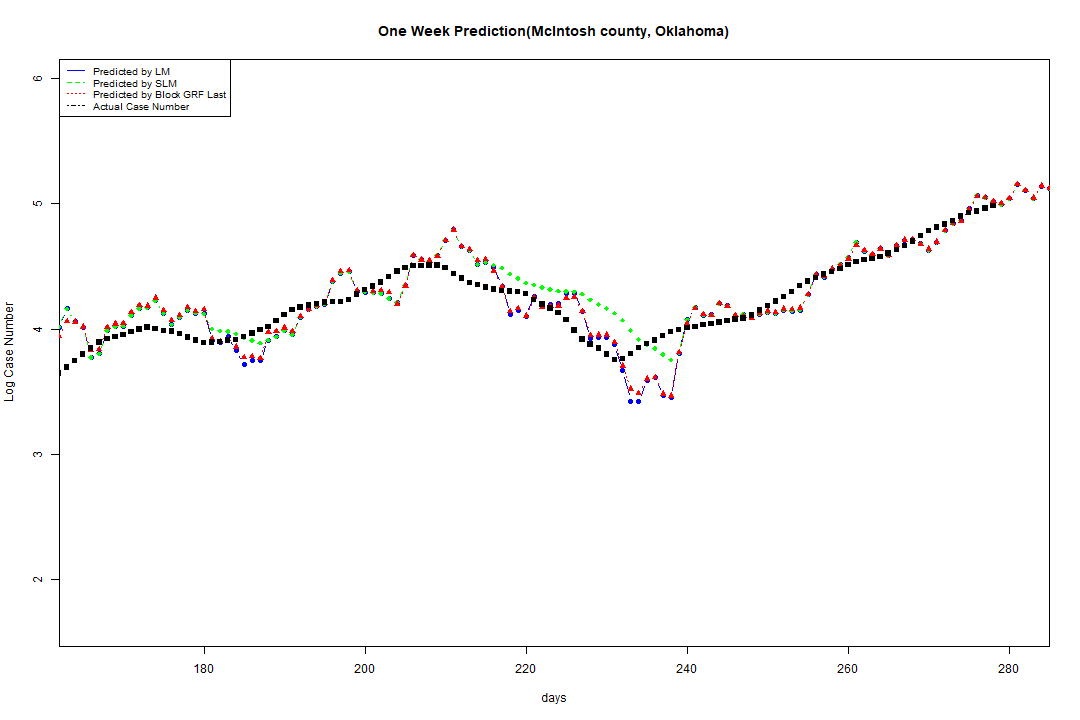 One Week Prediction(McIntosh county, Oklahoma)
Predicted by LM
Predicted by SLM
Predicted by Block GRF Last
Actual Case Number
6
5
4
3
2
Log Case Number
180 200 220 240 260 280
days